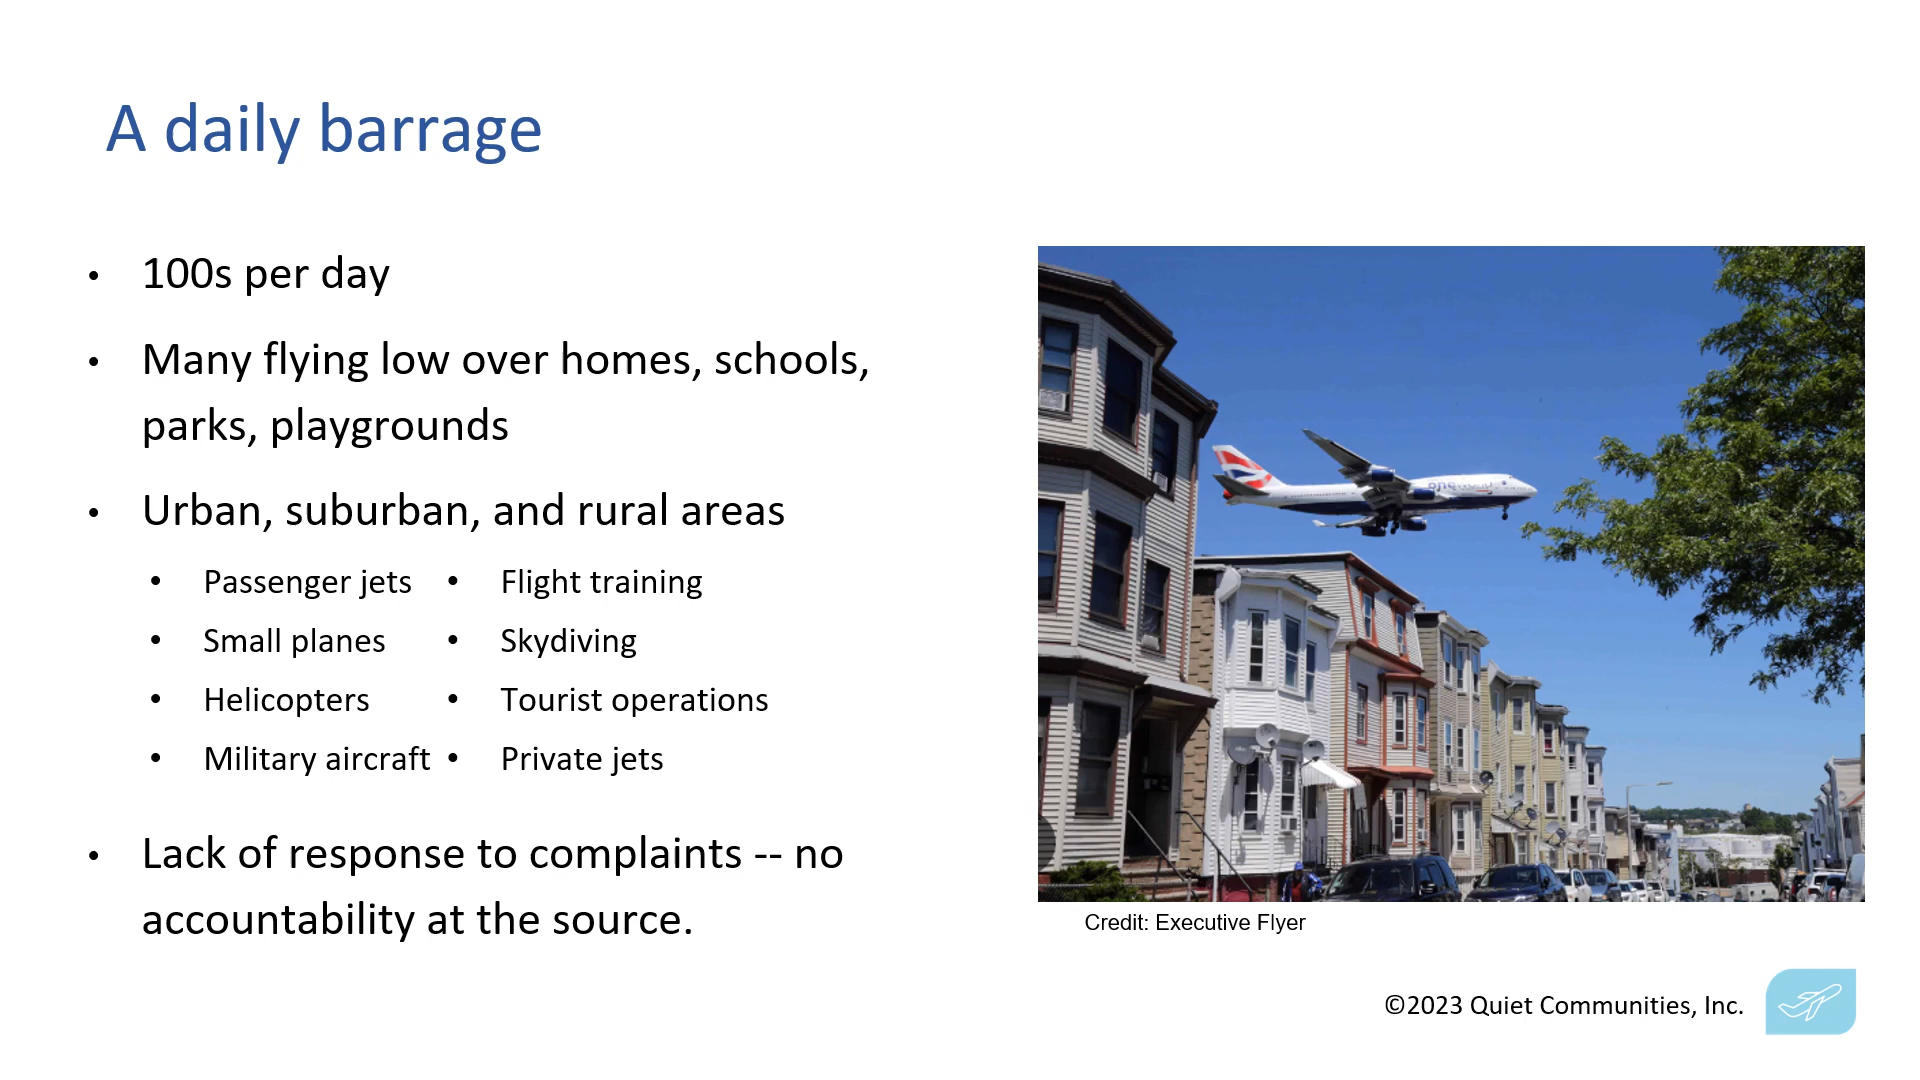 A daily barrage
• 100s per day
• Many flying low over homes, schools,
parks, playgrounds
• Urban, suburban, and rural areas
• Passenger jets
• Small planes
• Helicopters
• Military aircraft
• Flight training
• Skydiving
• Tourist operations
• Private jets
• Lack of response to complaints -- no
accountability at the source.
oneworld
Credit: Executive Flyer
©2023 Quiet Communities, Inc.